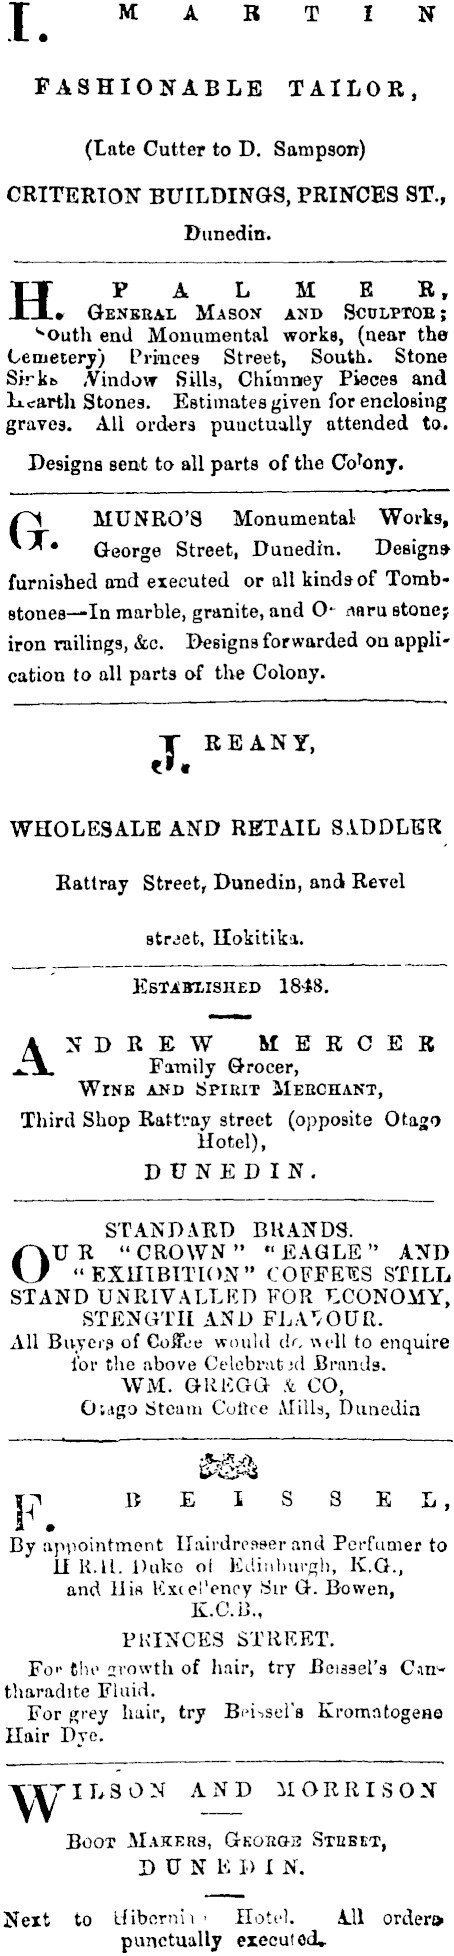 I. MARTIN
FASHIONABLE TAILOR,
(Late Cutter to D. Sampson)
CRITERION BUILDINGS, PRINCES ST.,
Dunedin.
H. PALMER,
GENERAL MASON AND SCULPTOR;
South end Monumental works, (near the
Cemetery) Princes Street, South. Stone
Sinks Window Sills, Chimney Pieces and
Hearth Stones. Estimates given for enclosing
graves. All orders punctually attended to.
Designs sent to all parts of the Colony.
G. MUNRO'S Monumental Works,
George Street, Dunedin. Designs
furnished and executed or all kinds of Tomb-
stones—In marble, granite, and Oamaru stone;
iron railings, &c. Designs forwarded on appli-
cation to all parts of the Colony.
J. REANY,
WHOLESALE AND RETAIL SADDLER
Rattray Street, Dunedin, and Revel
street, Hokitika.
ESTABLISHED 1848.
ANDREW MERCER
Family Grocer,
WINE AND SPIRIT MERCHANT,
Third Shop Rattray street (opposite Otago
Hotel),
DUNEDIN.
STANDARD BRANDS.
OUR "CROWN" "EAGLE" AND
"EXHIBITION" COFFEES STILL
STAND UNRIVALLED FOR ECONOMY,
STENGTH AND FLAVOUR.
All Buyers of Coffee would do well to enquire
for the above Celebrated Brands.
WM. GREGG & CO,
Otago Steam Coffee Mills, Dunedin
F. BEISSEL,
By appointment Hairdresser and Perfumer to
H R.H. Duke of Edinburgh, K.G.,
and His Excellency Sir G. Bowen,
K.C.B.,
PRINCES STREET.
For the growth of hair, try Beissel's Can-
tharadite Fluid.
For grey hair, try Beissel's Kromatogene
Hair Dye.
WILSON AND MORRISON
BOOT MAKERS, GEORGE STREET,
DUNEDIN.
Next to Hibernian Hotel. All orders
punctually executed.